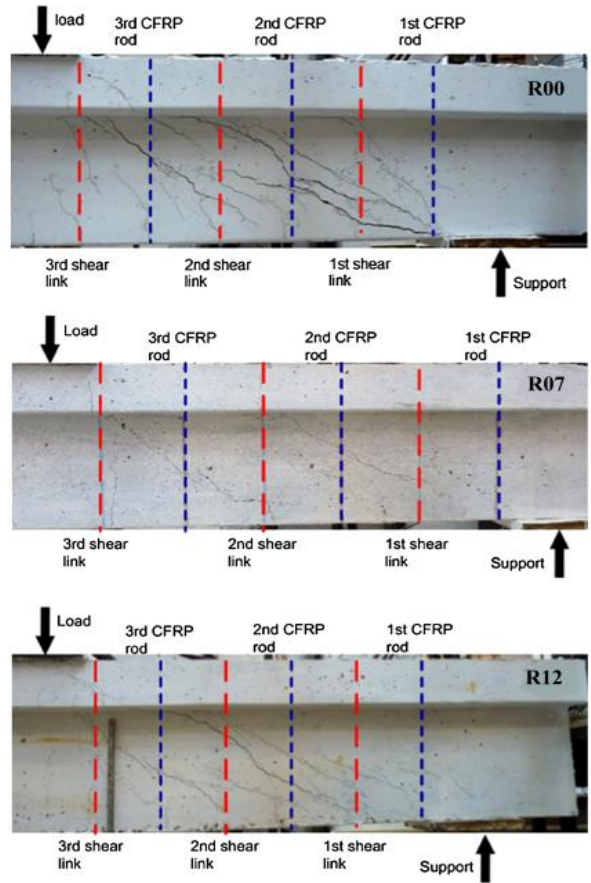 load
3rd CFRP
rod
2nd CFRP
rod
1st CFRP
rod
R00
3rd shear
link
2nd shear
link
1st shear
link
Support
Load
3rd CFRP
rod
2nd CFRP
rod
1st CFRP
rod
R07
3rd shear
link
2nd shear
link
1st shear
link
Support
Load
3rd CFRP
rod
2nd CFRP
rod
1st CFRP
rod
R12
3rd shear
link
2nd shear
link
1st shear
link
Support